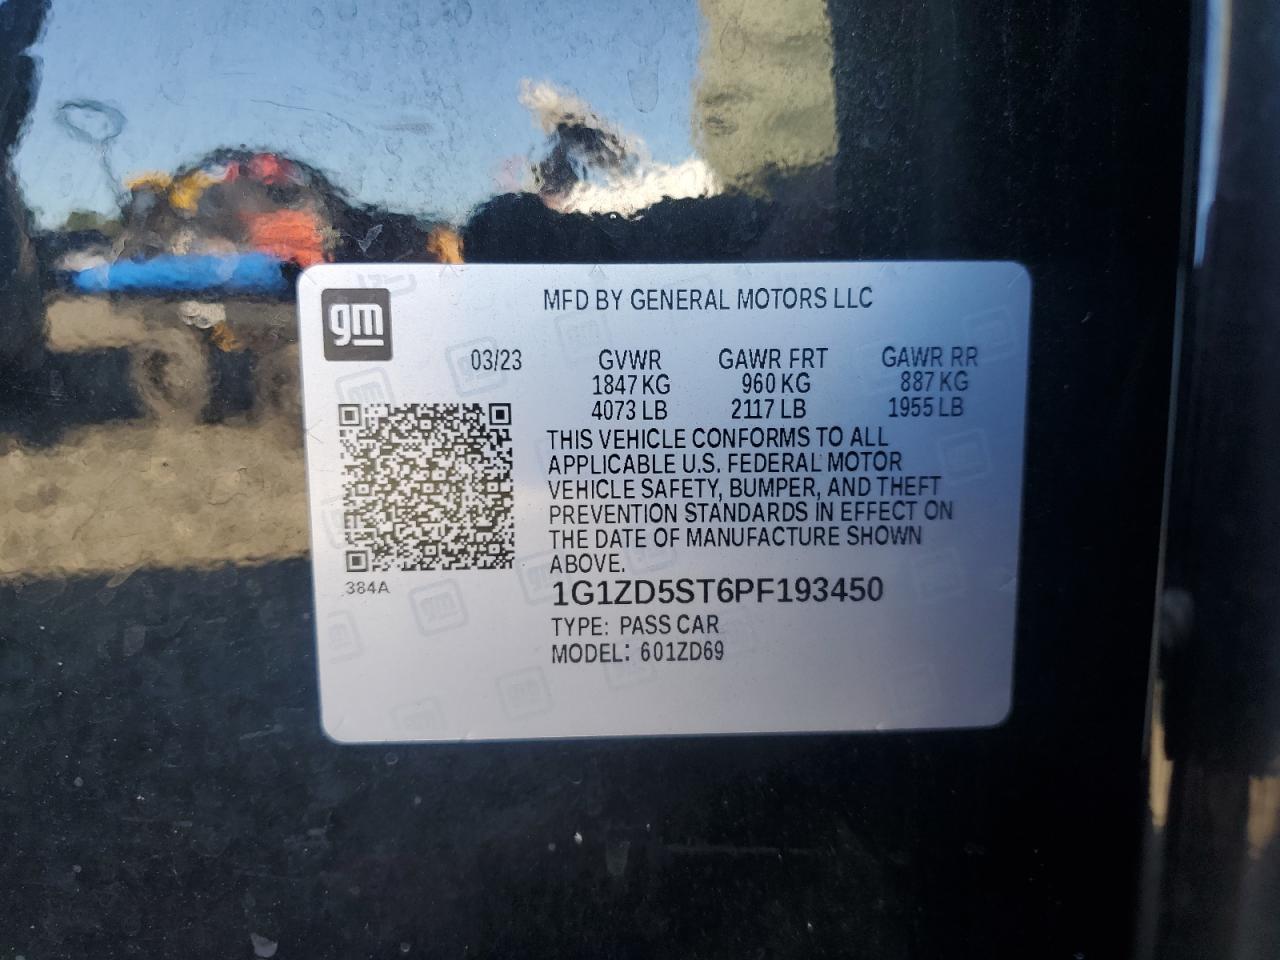 MFD BY GENERAL MOTORS LLC
gm
03/23 GVWR GAWR FRT GAWR RR
1847 KG 960 KG 887 KG
4073 LB 2117 LB 1955 LB
THIS VEHICLE CONFORMS TO ALL
APPLICABLE U.S. FEDERAL MOTOR
VEHICLE SAFETY, BUMPER, AND THEFT
PREVENTION STANDARDS IN EFFECT ON
THE DATE OF MANUFACTURE SHOWN
ABOVE.
384A
1G1ZD5ST6PF193450
TYPE: PASS CAR
MODEL: 601ZD69